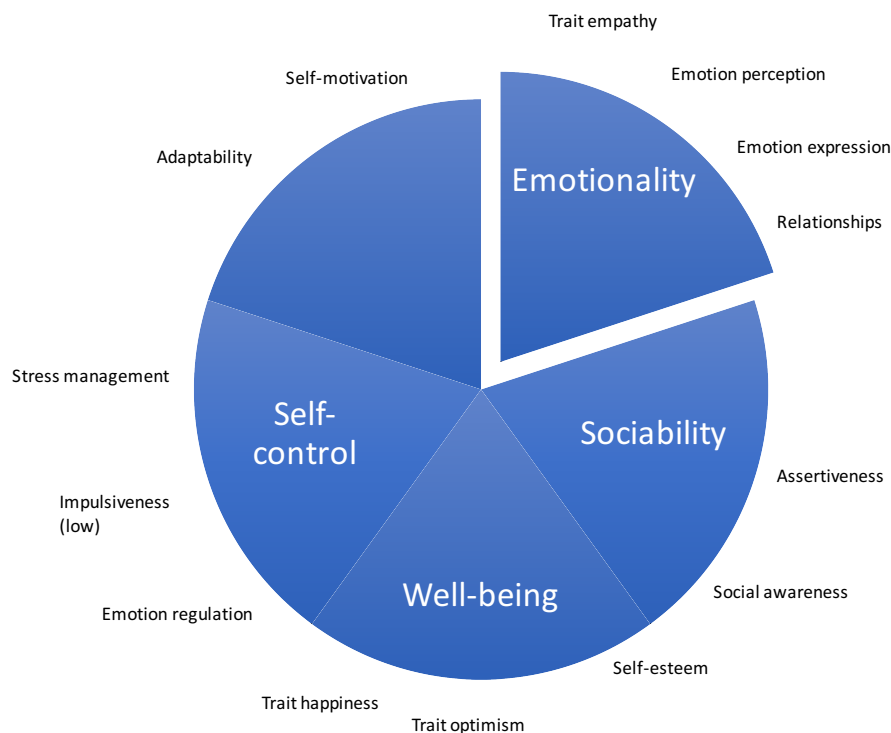 Trait empathy
Self-motivation
Emotion perception
Adaptability
Emotion expression
Emotionality
Relationships
Stress management
Self-
control
Sociability
Assertiveness
Impulsiveness
(low)
Well-being
Social awareness
Emotion regulation
Self-esteem
Trait happiness
Trait optimism